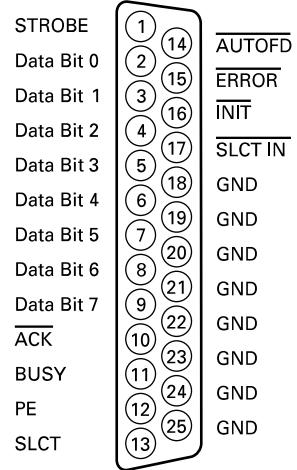 STROBE 1
14 AUTOFD
Data Bit 0 2
15 ERROR
Data Bit 1 3
16 INIT
Data Bit 2 4
17 SLCT IN
Data Bit 3 5
18 GND
Data Bit 4 6
19 GND
Data Bit 5 7
20 GND
Data Bit 6 8
21 GND
Data Bit 7 9
22 GND
ACK 10
23 GND
BUSY 11
24 GND
PE 12
25 GND
SLCT 13